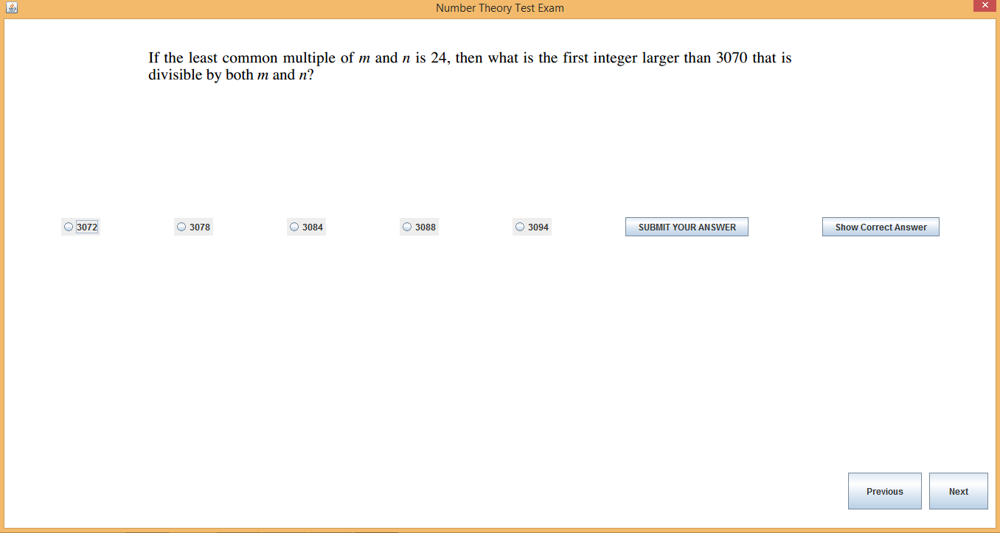 Number Theory Test Exam
If the least common multiple of m and n is 24, then what is the first integer larger than 3070 that is
divisible by both m and n?
3072 3078 3084 3088 3094 SUBMIT YOUR ANSWER Show Correct Answer
Previous Next